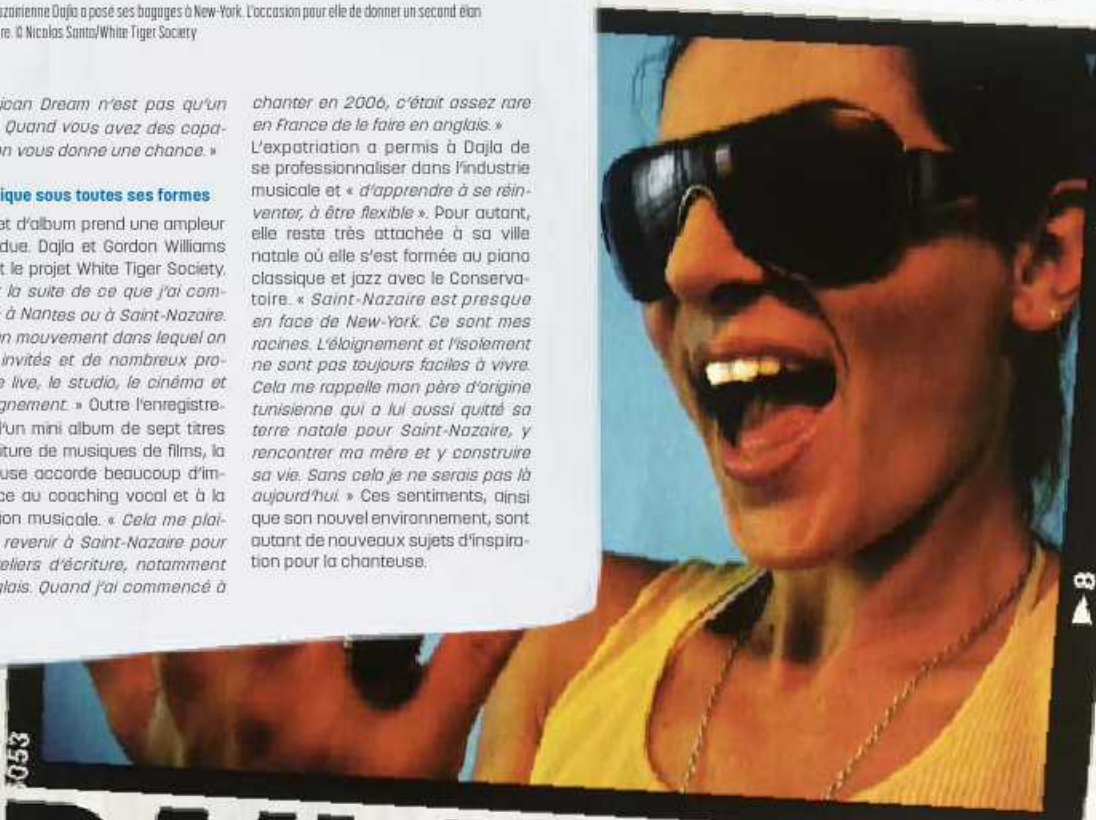 zairienne Dajla a posé ses bagages à New-York. L'occasion pour elle de donner un second élan
re. © Nicolas Santo/White Tiger Society
ican Dream n'est pas qu'un
Quand vous avez des capa-
n vous donne une chance. »
ique sous toutes ses formes
et d'album prend une ampleur
due. Dajla et Gordon Williams
t le projet White Tiger Society.
la suite de ce que j'ai com-
à Nantes ou à Saint-Nazaire.
n mouvement dans lequel on
invités et de nombreux pro-
e live, le studio, le cinéma et
gnement. » Outre l'enregistre-
'un mini album de sept titres
iture de musiques de films, la
use accorde beaucoup d'im-
ce au coaching vocal et à la
ion musicale. « Cela me plai-
revenir à Saint-Nazaire pour
eliers d'écriture, notamment
glais. Quand j'ai commencé à
chanter en 2006, c'était assez rare
en France de le faire en anglais. »
L'expatriation a permis à Dajla de
se professionnaliser dans l'industrie
musicale et « d'apprendre à se réin-
venter, à être flexible ». Pour autant,
elle reste très attachée à sa ville
natale où elle s'est formée au piano
classique et jazz avec le Conserva-
toire. « Saint-Nazaire est presque
en face de New-York. Ce sont mes
racines. L'éloignement et l'isolement
ne sont pas toujours faciles à vivre.
Cela me rappelle mon père d'origine
tunisienne qui a lui aussi quitté sa
terre natale pour Saint-Nazaire, y
rencontrer ma mère et y construire
sa vie. Sans cela je ne serais pas là
aujourd'hui. » Ces sentiments, ainsi
que son nouvel environnement, sont
autant de nouveaux sujets d'inspira-
tion pour la chanteuse.
8
3053